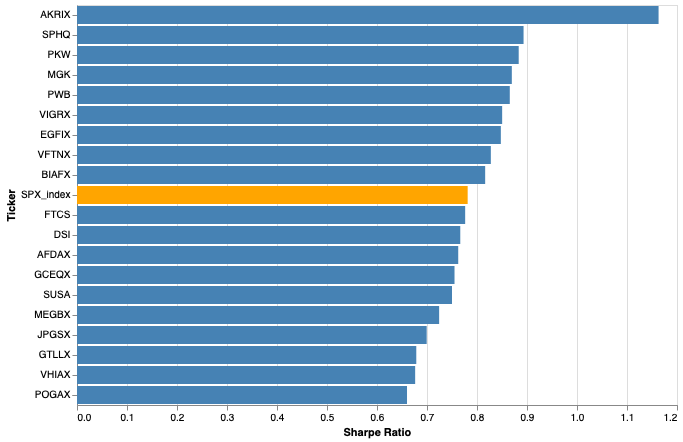 AKRIX
SPHQ
PKW
MGK
PWB
VIGRX
EGFIX
VFTNX
BIAFX
SPX_index
FTCS
DSI
AFDAX
GCEQX
SUSA
MEGBX
JPGSX
GTLLX
VHIAX
POGAX
Ticker
0.0 0.1 0.2 0.3 0.4 0.5 0.6 0.7 0.8 0.9 1.0 1.1 1.2
Sharpe Ratio